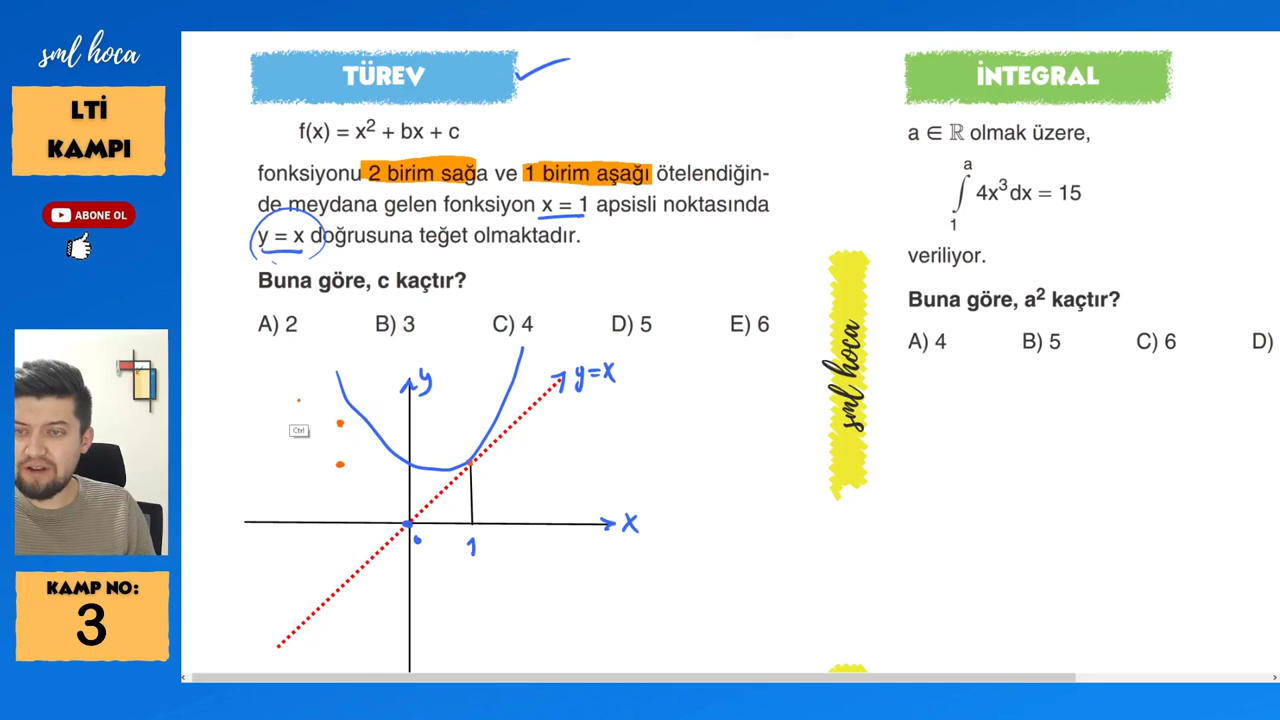 sml hoca
LTİ
KAMPI
ABONE OL
KAMP NO:
3
TÜREV
f(x) = x² + bx + c
fonksiyonu 2 birim sağa ve 1 birim aşağı ötelendiğin-
de meydana gelen fonksiyon x = 1 apsisli noktasında
y = x doğrusuna teğet olmaktadır.
Buna göre, c kaçtır?
A) 2 B) 3 C) 4 D) 5 E) 6
y
y=x
Ctrl
x
0
1
sml hoca
İNTEGRAL
a ∈ ℝ olmak üzere,
a
∫ 4x³dx = 15
1
veriliyor.
Buna göre, a² kaçtır?
A) 4 B) 5 C) 6 D)